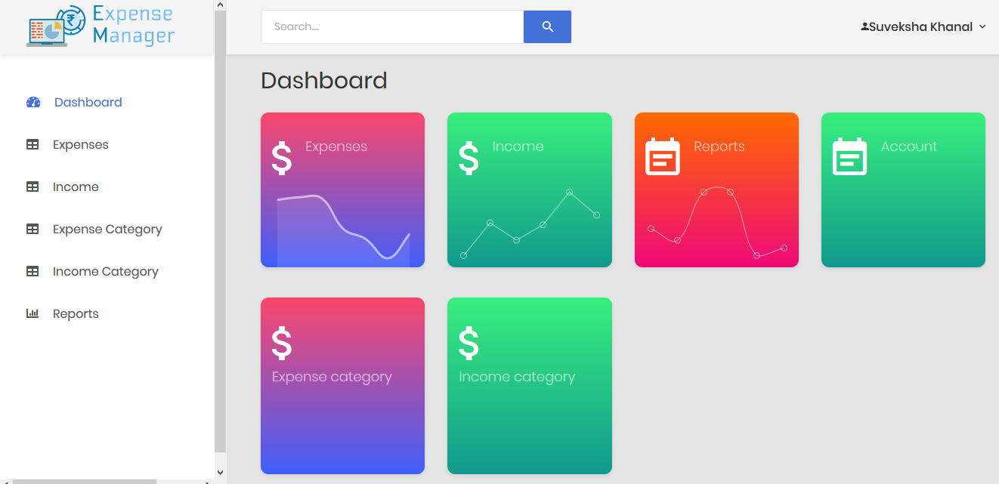 Expense
Manager
Search....
Suveksha Khanal
Dashboard
Expenses
Income
Expense Category
Income Category
Reports
Dashboard
Expenses
Income
Reports
Account
Expense category
Income category